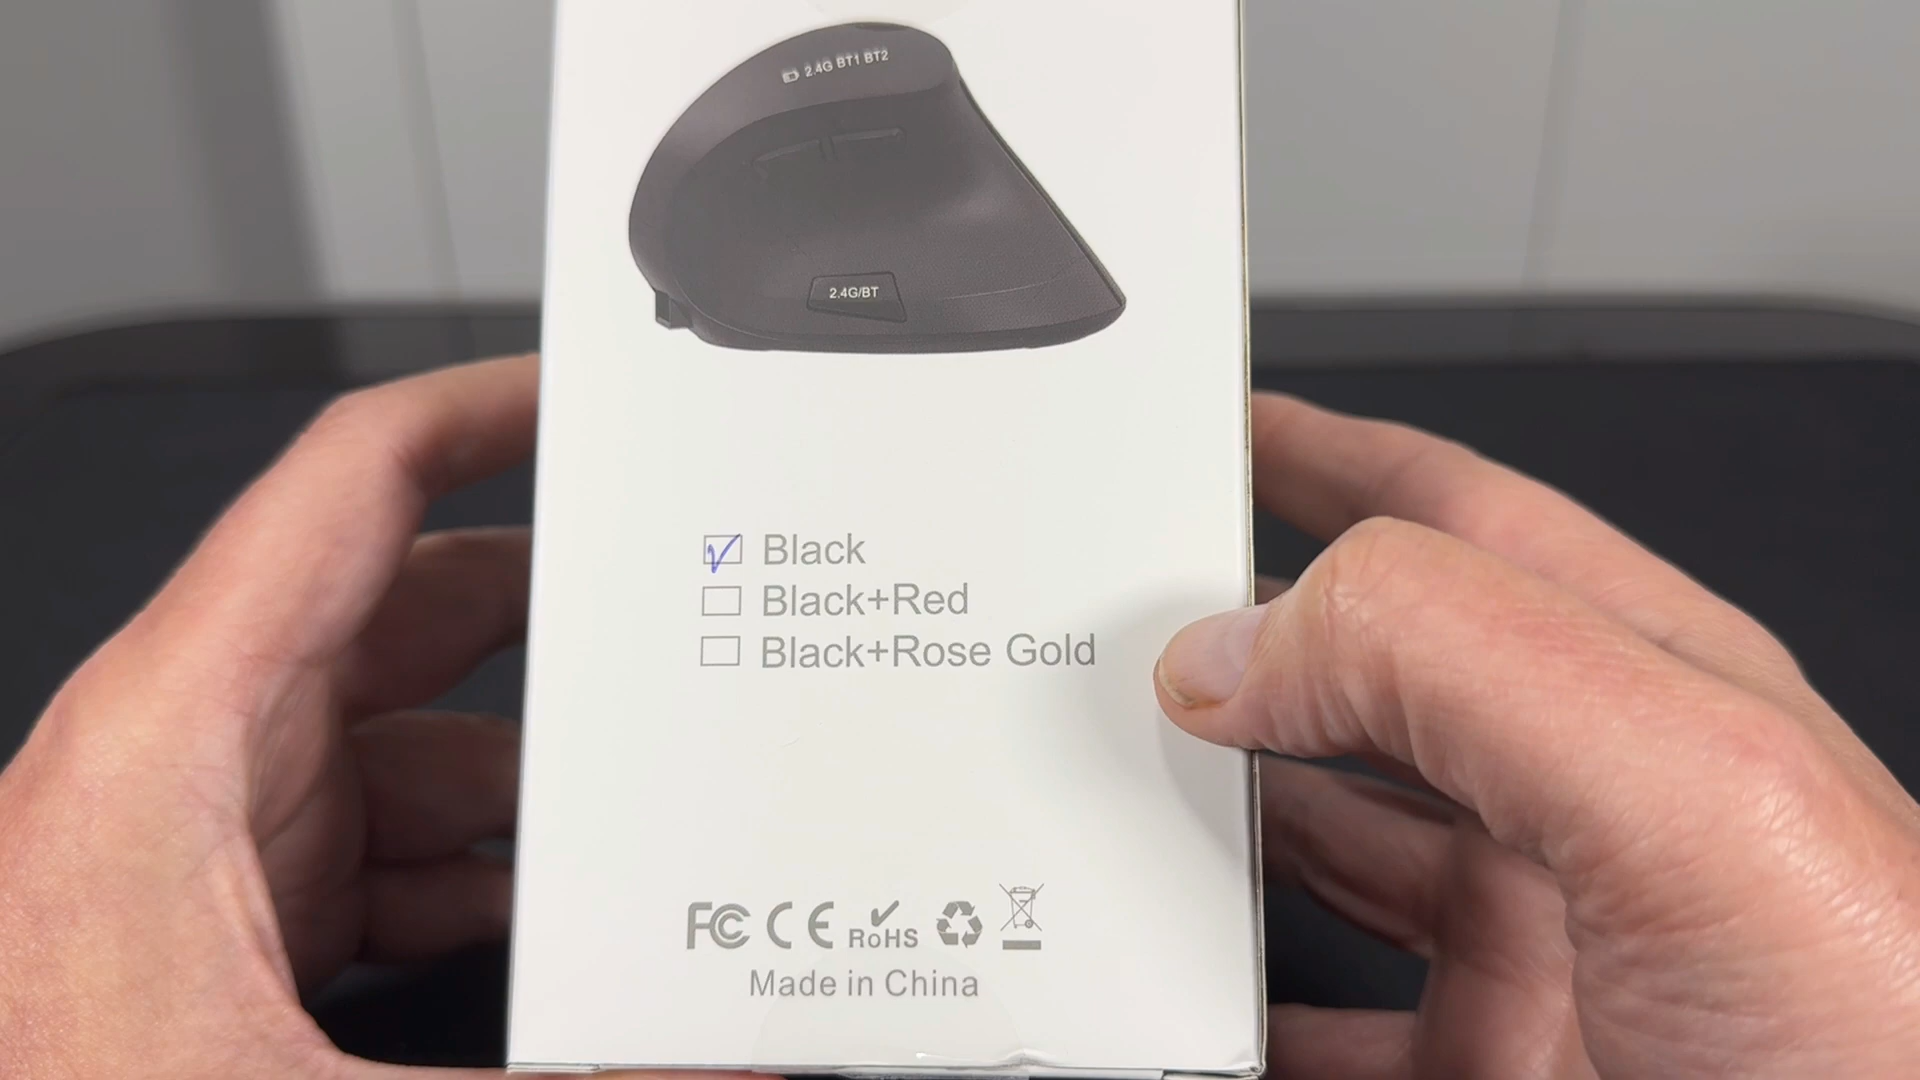 2.4G BT1 BT2
2.4G/BT
Black
Black+Red
Black+Rose Gold
FC CE RoHS
Made in China